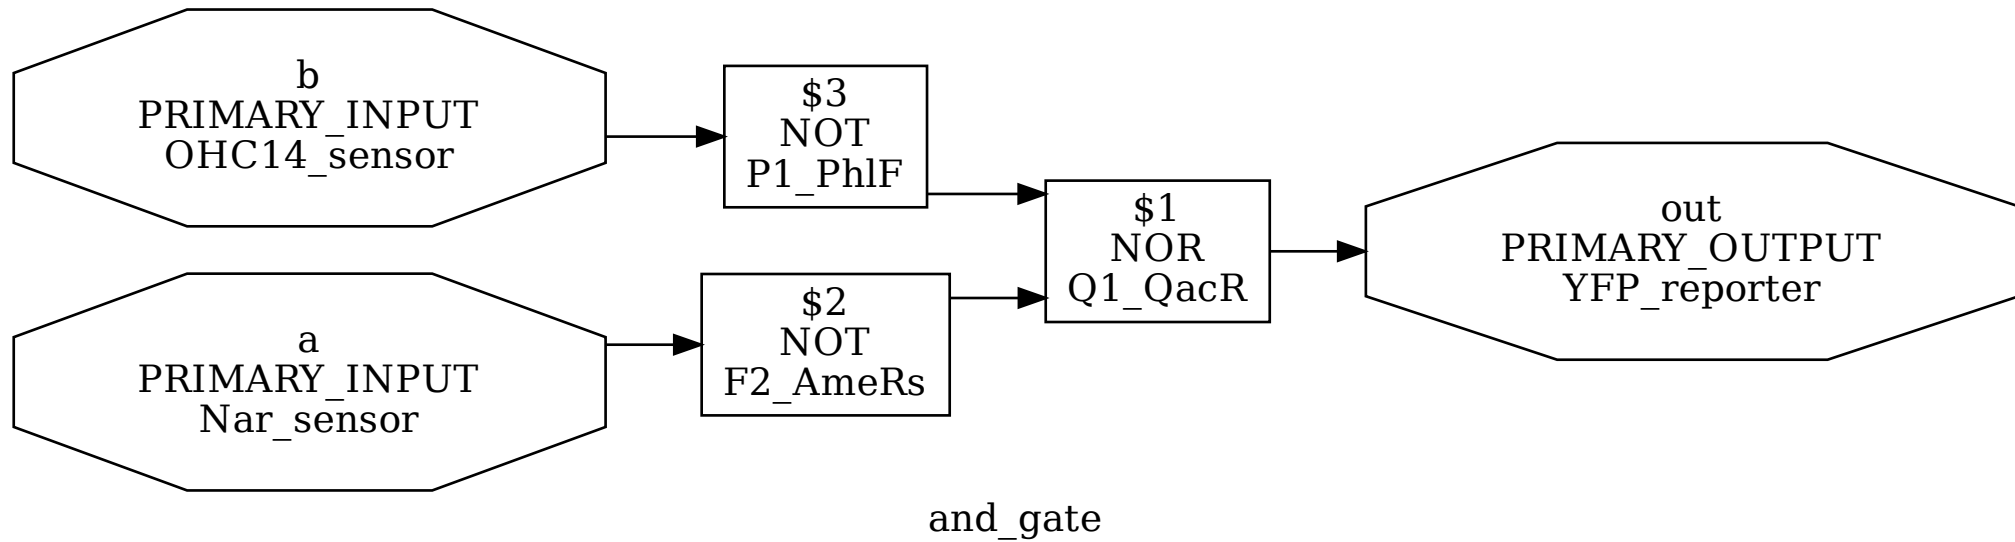 b
PRIMARY_INPUT
OHC14_sensor
$3
NOT
P1_PhlF
a
PRIMARY_INPUT
Nar_sensor
$2
NOT
F2_AmeRs
$1
NOR
Q1_QacR
out
PRIMARY_OUTPUT
YFP_reporter
and_gate